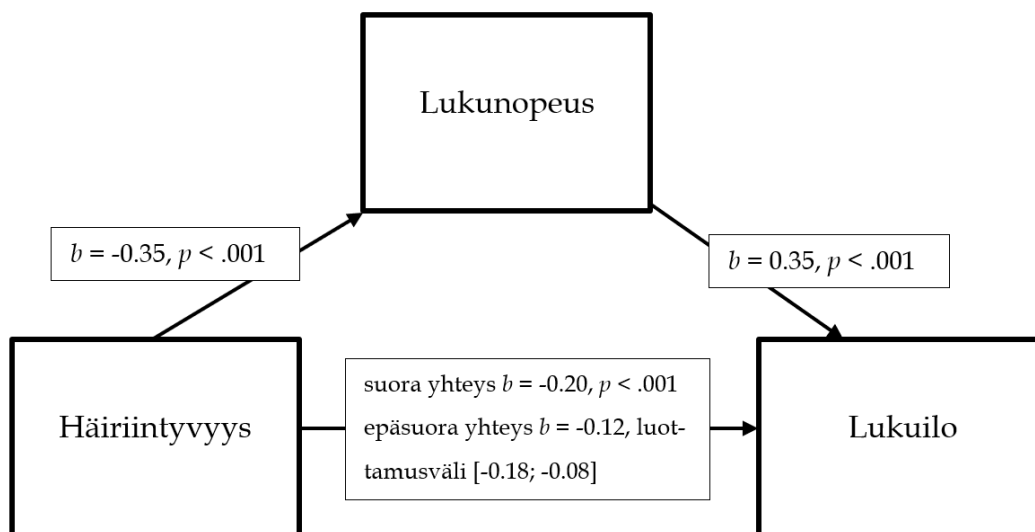 Lukunopeus
b = -0.35, p < .001
b = 0.35, p < .001
Häiriintyvyys
suora yhteys b = -0.20, p < .001
epäsuora yhteys b = -0.12, luot-
tamusväli [-0.18; -0.08]
Lukuilo